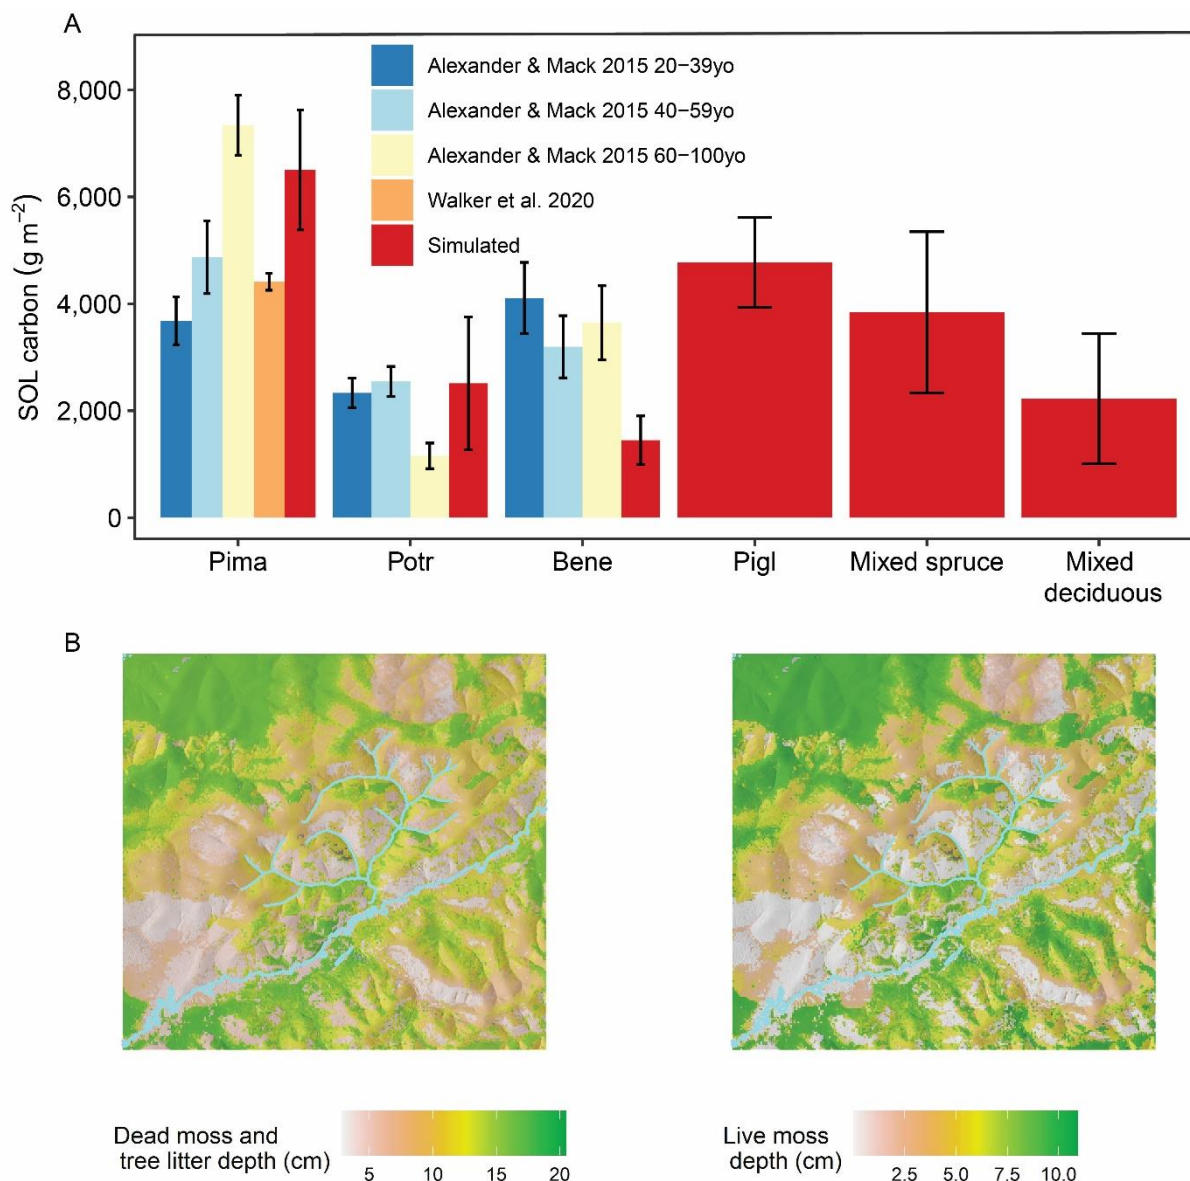 A
SOL carbon (g m⁻²)
8,000
6,000
4,000
2,000
0
Alexander & Mack 2015 20−39yo
Alexander & Mack 2015 40−59yo
Alexander & Mack 2015 60−100yo
Walker et al. 2020
Simulated
Pima
Potr
Bene
Pigl
Mixed spruce
Mixed
deciduous
B
Dead moss and
tree litter depth (cm)
5
10
15
20
Live moss
depth (cm)
2.5
5.0
7.5
10.0